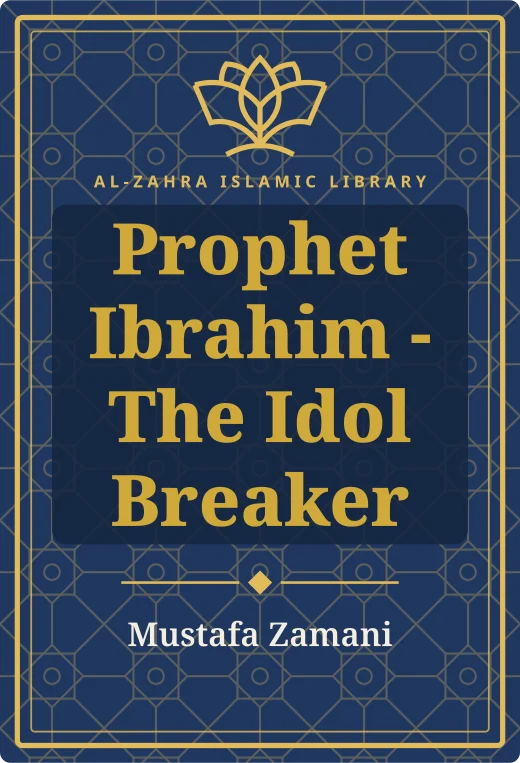 AL-ZAHRA ISLAMIC LIBRARY
Prophet
Ibrahim -
The Idol
Breaker
Mustafa Zamani